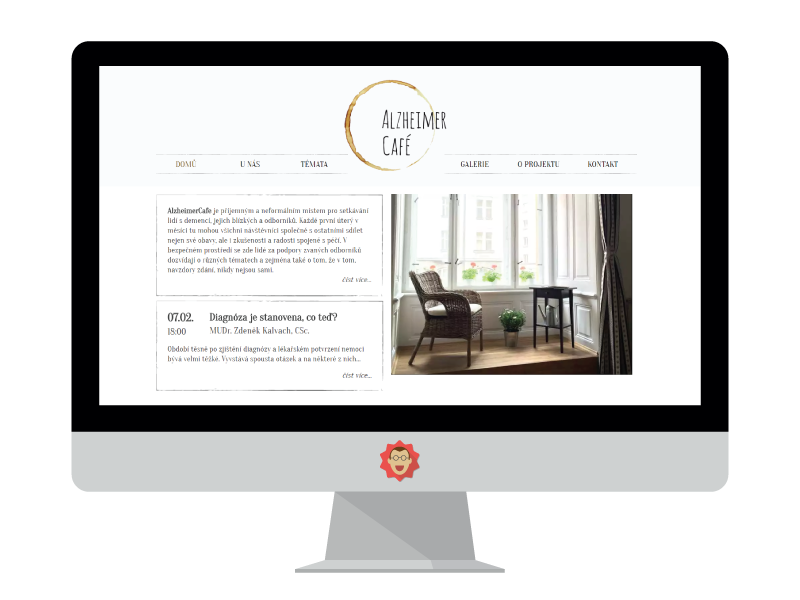 Alzheimer
Café
DOMŮ
U NÁS
TÉMATA
GALERIE
O PROJEKTU
KONTAKT
AlzheimerCafe je příjemným a neformálním místem pro setkávání
lidí s demencí, jejich blízkých a odborníků. Každé první úterý v
měsíci tu mohou všichni návštěvníci společně s ostatními sdílet
nejen své obavy, ale i zkušenosti a radosti spojené s péčí. V
bezpečném prostředí se zde lidé za podpory zvaných odborníků
dozvídají o různých tématech a zejména také o tom, že v tom,
navzdory zdání, nikdy nejsou sami.
číst více...
07.02.
Diagnóza je stanovena, co teď?
18:00
MUDr. Zdeněk Kalvach, CSc.
Období těsně po zjištění diagnózy a lékařském potvrzení nemoci
bývá velmi těžké. Vyvstává spousta otázek a na některé z nich...
číst více...